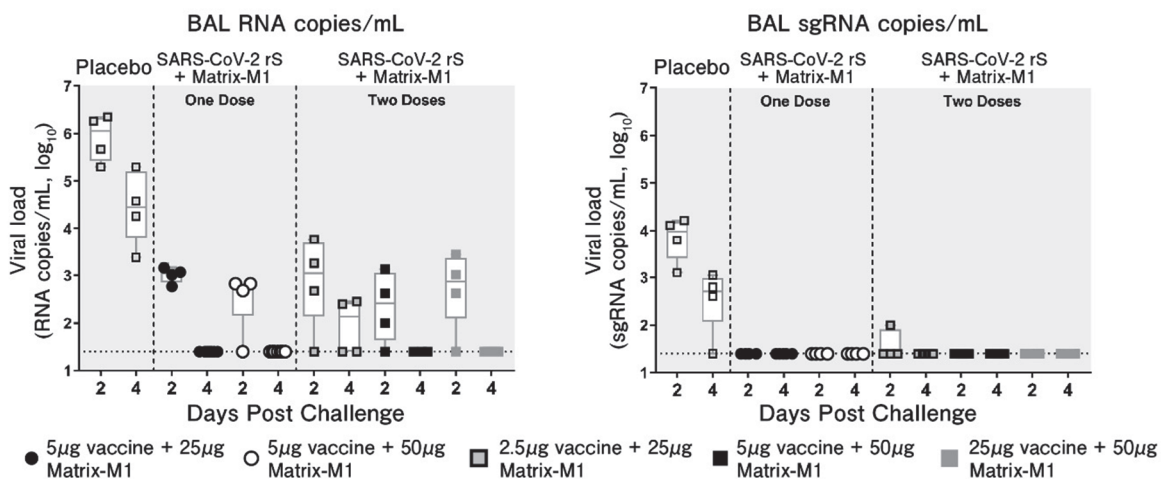 BAL RNA copies/mL
Placebo
SARS-CoV-2 rS
+ Matrix-M1
SARS-CoV-2 rS
+ Matrix-M1
One Dose
Two Doses
Viral load
(RNA copies/mL, log10)
7
6
5
4
3
2
1
2 4 2 4 2 4 2 4 2 4 2 4
Days Post Challenge
BAL sgRNA copies/mL
Placebo
SARS-CoV-2 rS
+ Matrix-M1
SARS-CoV-2 rS
+ Matrix-M1
One Dose
Two Doses
Viral load
(sgRNA copies/mL, log10)
7
6
5
4
3
2
1
2 4 2 4 2 4 2 4 2 4 2 4
Days Post Challenge
5µg vaccine + 25µg
Matrix-M1
5µg vaccine + 50µg
Matrix-M1
2.5µg vaccine + 25µg
Matrix-M1
5µg vaccine + 50µg
Matrix-M1
25µg vaccine + 50µg
Matrix-M1